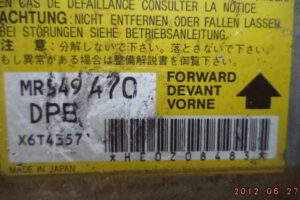 EN CAS DE DEFAILLANCE CONSULTER LA NOTICE
ACHTUNG: NICHT ENTFERNEN ODER FALLEN LASSEN.
BEI STÖRUNGEN SIEHE BETRIEBSANLEITUNG.
注意：分解しないで下さい。落とさないで下さい。
もし異常がある場合は整備解説書を御覧下さい。
MR549470
DPB
X6T4357
FORWARD
DEVANT
VORNE
*HE0208483*
MADE IN JAPAN
2012 06 27